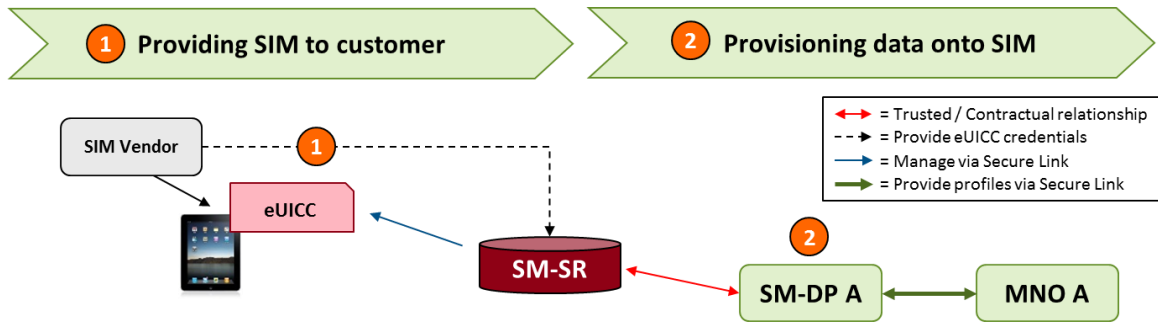 1 Providing SIM to customer
2 Provisioning data onto SIM
= Trusted / Contractual relationship
= Provide eUICC credentials
= Manage via Secure Link
= Provide profiles via Secure Link
SIM Vendor
1
eUICC
2
SM-SR
SM-DP A
MNO A